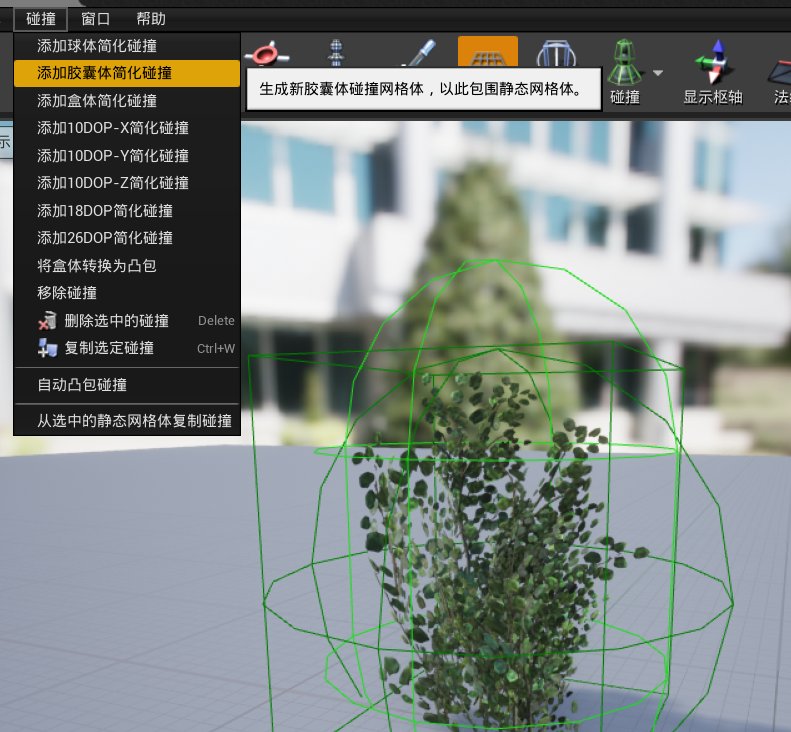 碰撞 窗口 帮助
添加球体简化碰撞
添加胶囊体简化碰撞
生成新胶囊体碰撞网格体，以此包围静态网格体。
碰撞
显示枢轴
添加盒体简化碰撞
添加10DOP-X简化碰撞
示
添加10DOP-Y简化碰撞
添加10DOP-Z简化碰撞
添加18DOP简化碰撞
添加26DOP简化碰撞
将盒体转换为凸包
移除碰撞
删除选中的碰撞 Delete
复制选定碰撞 Ctrl+W
自动凸包碰撞
从选中的静态网格体复制碰撞